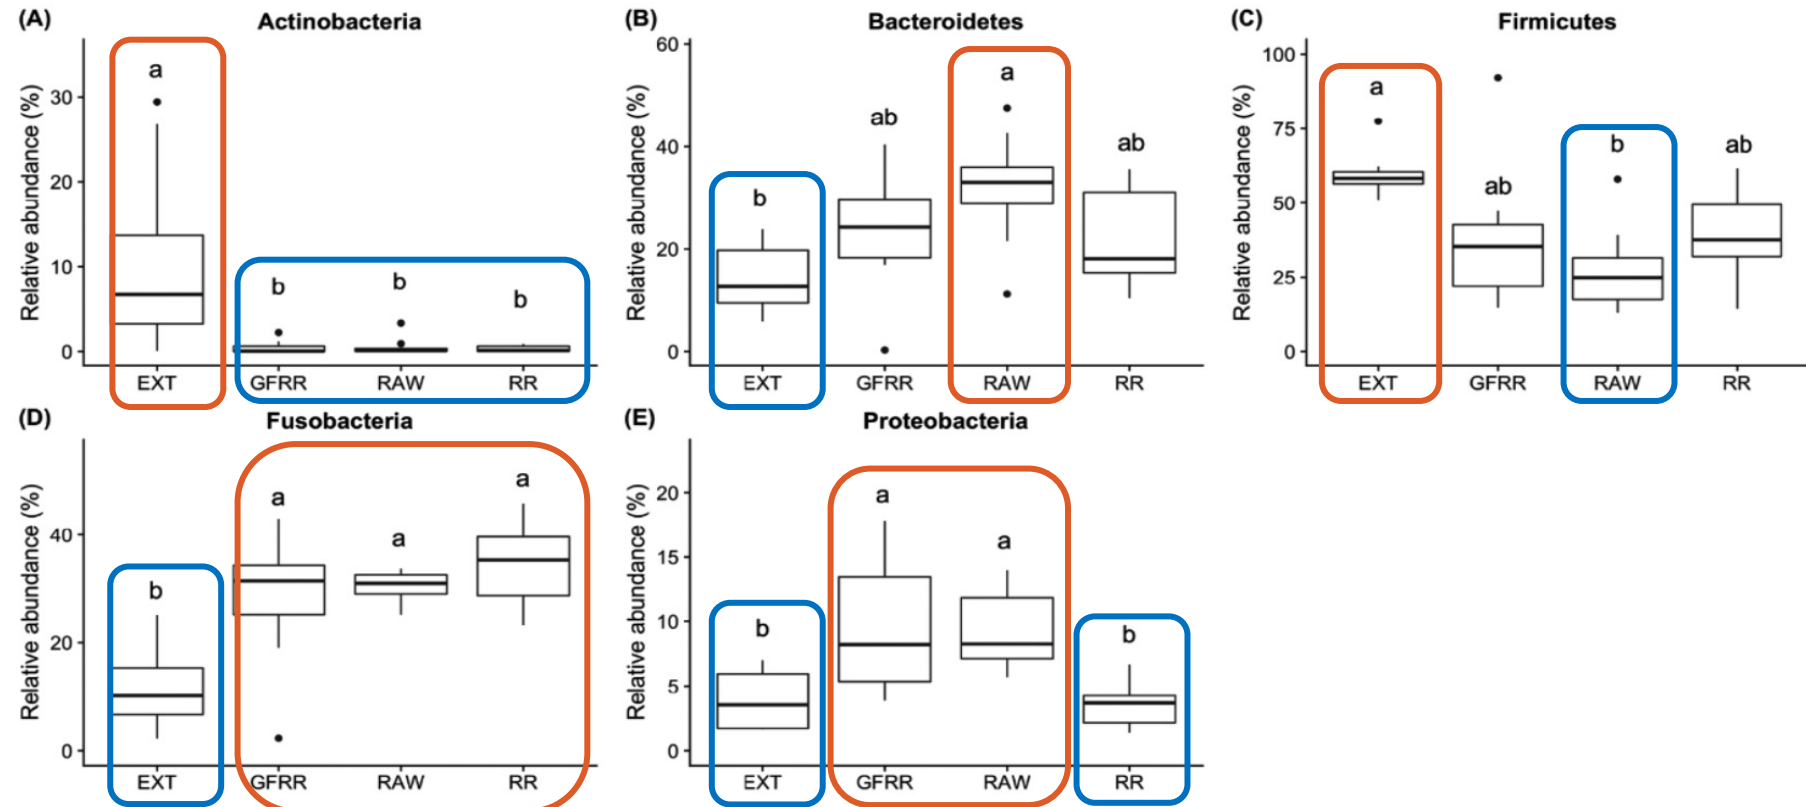 (A) Actinobacteria
Relative abundance (%)
30
20
10
0
a
b
b
b
EXT GFRR RAW RR
(B) Bacteroidetes
Relative abundance (%)
60
40
20
0
b
ab
a
ab
EXT GFRR RAW RR
(C) Firmicutes
Relative abundance (%)
100
75
50
25
0
a
ab
b
ab
EXT GFRR RAW RR
(D) Fusobacteria
Relative abundance (%)
40
20
0
b
a
a
a
EXT GFRR RAW RR
(E) Proteobacteria
Relative abundance (%)
20
15
10
5
0
b
a
a
b
EXT GFRR RAW RR